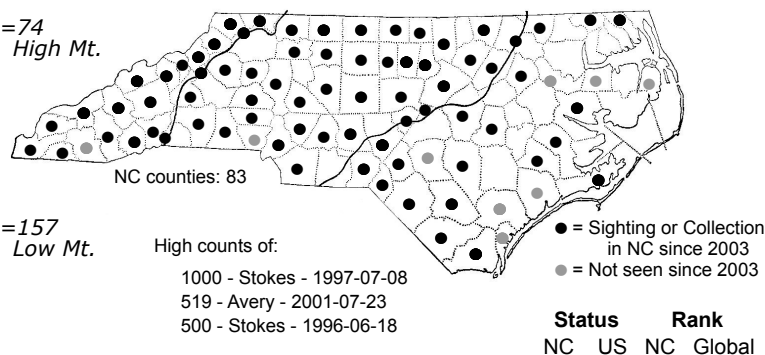 =74
High Mt.
NC counties: 83
=157
Low Mt.
High counts of:
1000 - Stokes - 1997-07-08
519 - Avery - 2001-07-23
500 - Stokes - 1996-06-18
● = Sighting or Collection
in NC since 2003
● = Not seen since 2003
Status Rank
NC US NC Global